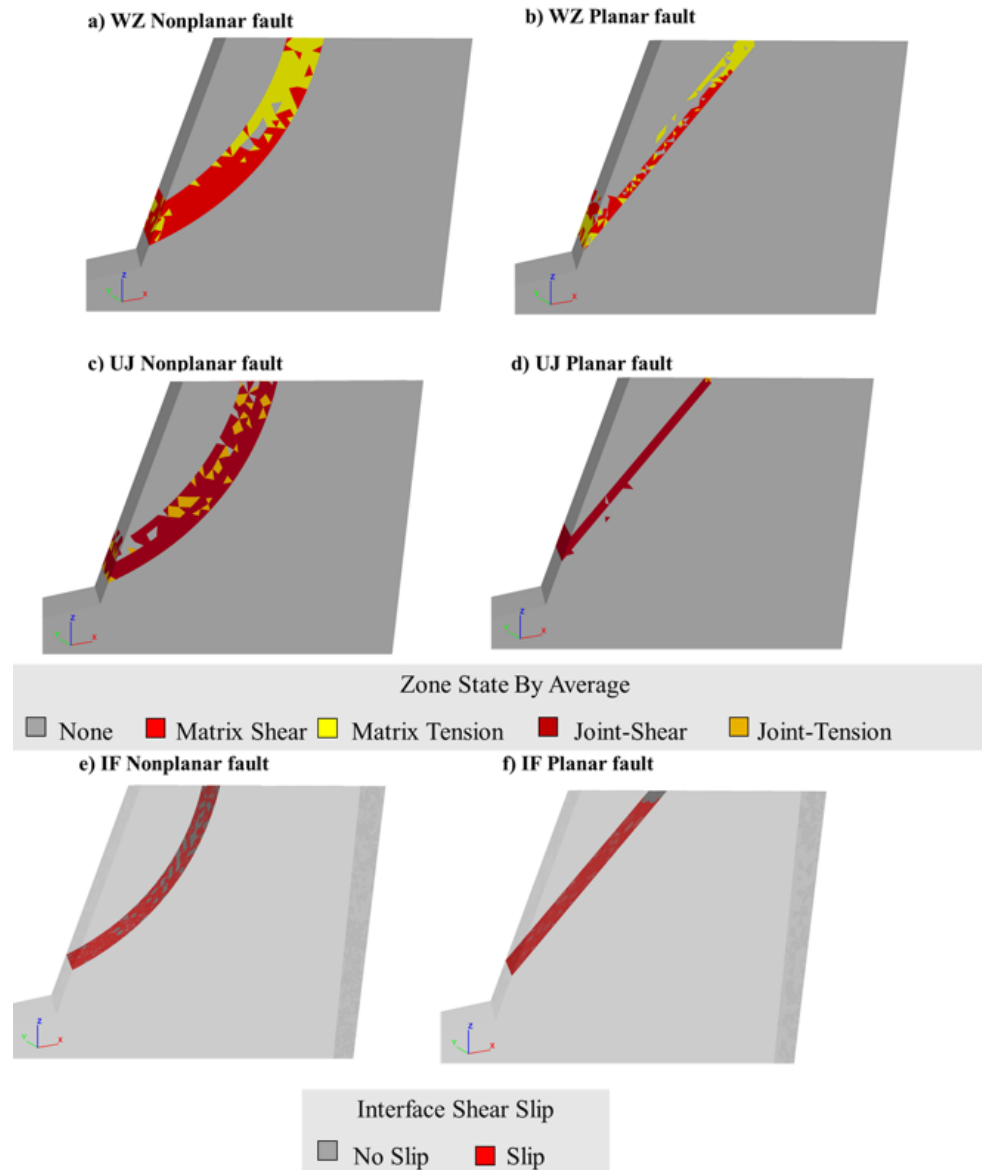 a) WZ Nonplanar fault
b) WZ Planar fault
z
Y
x
z
Y
x
c) UJ Nonplanar fault
d) UJ Planar fault
z
Y
x
z
Y
x
Zone State By Average
None Matrix Shear Matrix Tension Joint-Shear Joint-Tension
e) IF Nonplanar fault
f) IF Planar fault
z
Y
x
z
Y
x
Interface Shear Slip
No Slip Slip